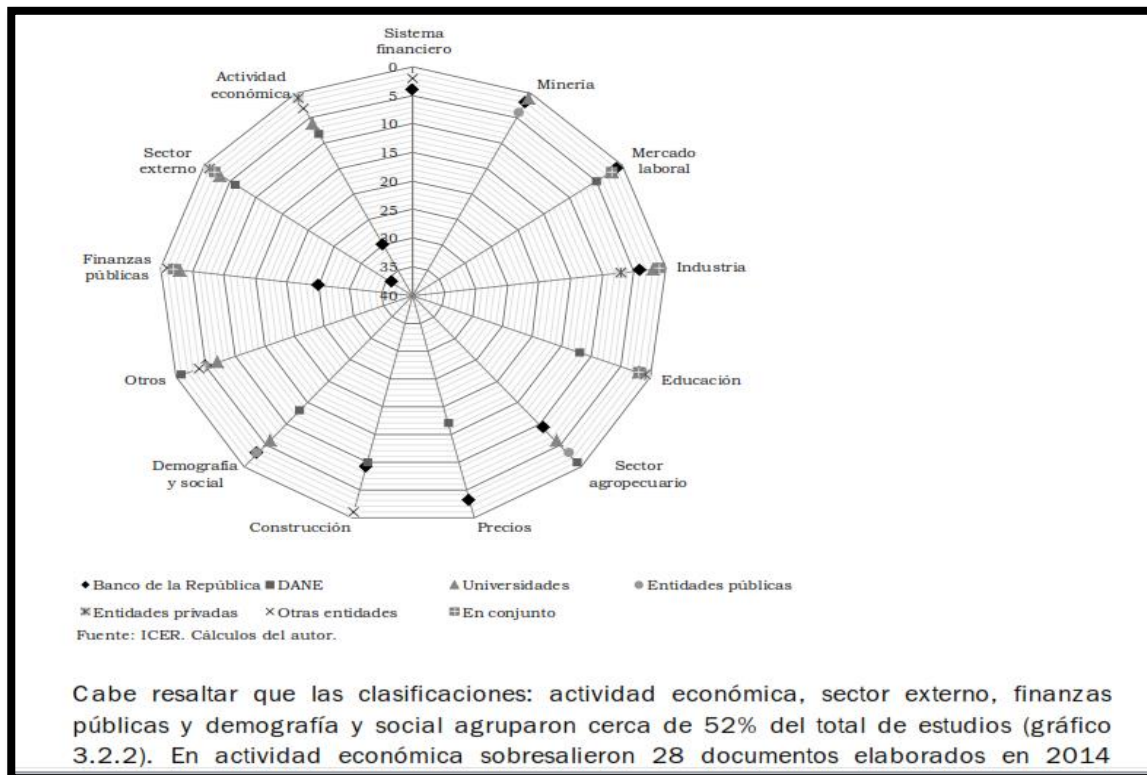 Sistema
financiero
0
Actividad
económica
Minería
5
10
Sector
externo
15
Mercado
laboral
20
25
Finanzas
públicas
30
Industria
35
40
Otros
Educación
Demografía
y social
Sector
agropecuario
Construcción
Precios
Banco de la República DANE Universidades Entidades públicas
Entidades privadas Otras entidades En conjunto
Fuente: ICER. Cálculos del autor.
Cabe resaltar que las clasificaciones: actividad económica, sector externo, finanzas
públicas y demografía y social agruparon cerca de 52% del total de estudios (gráfico
3.2.2). En actividad económica sobresalieron 28 documentos elaborados en 2014